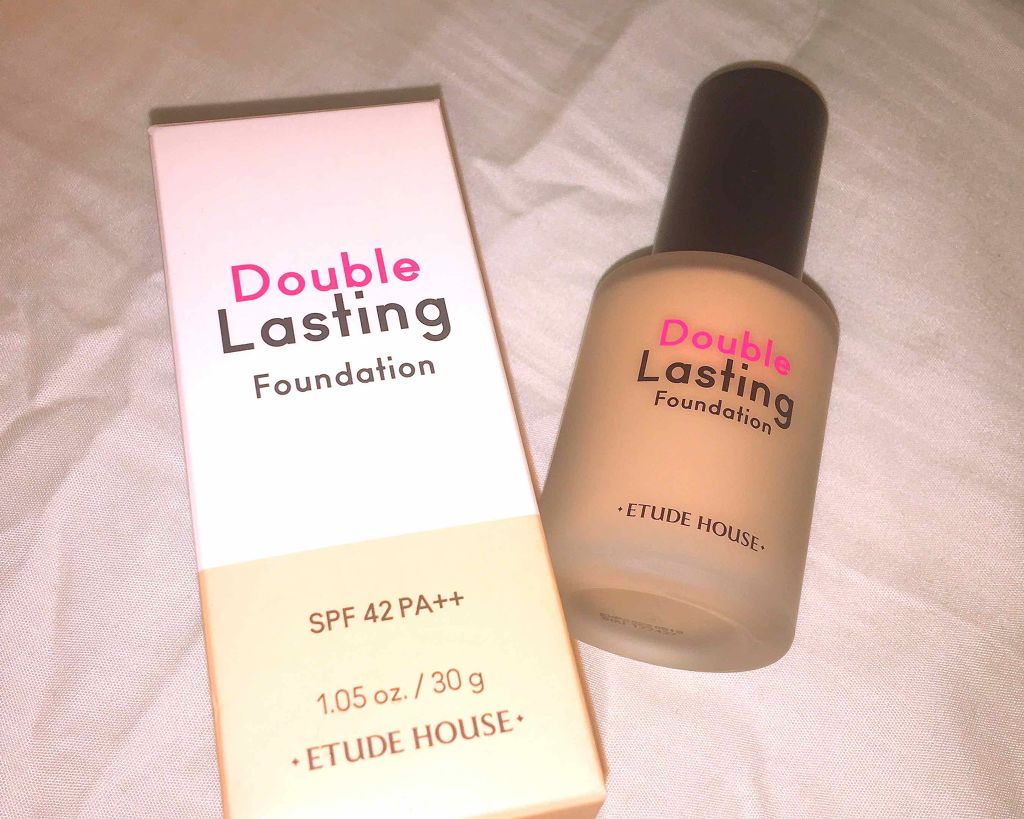 Double
Lasting
Foundation
SPF 42 PA++
1.05 oz. / 30 g
ETUDE HOUSE
Double
Lasting
Foundation
ETUDE HOUSE